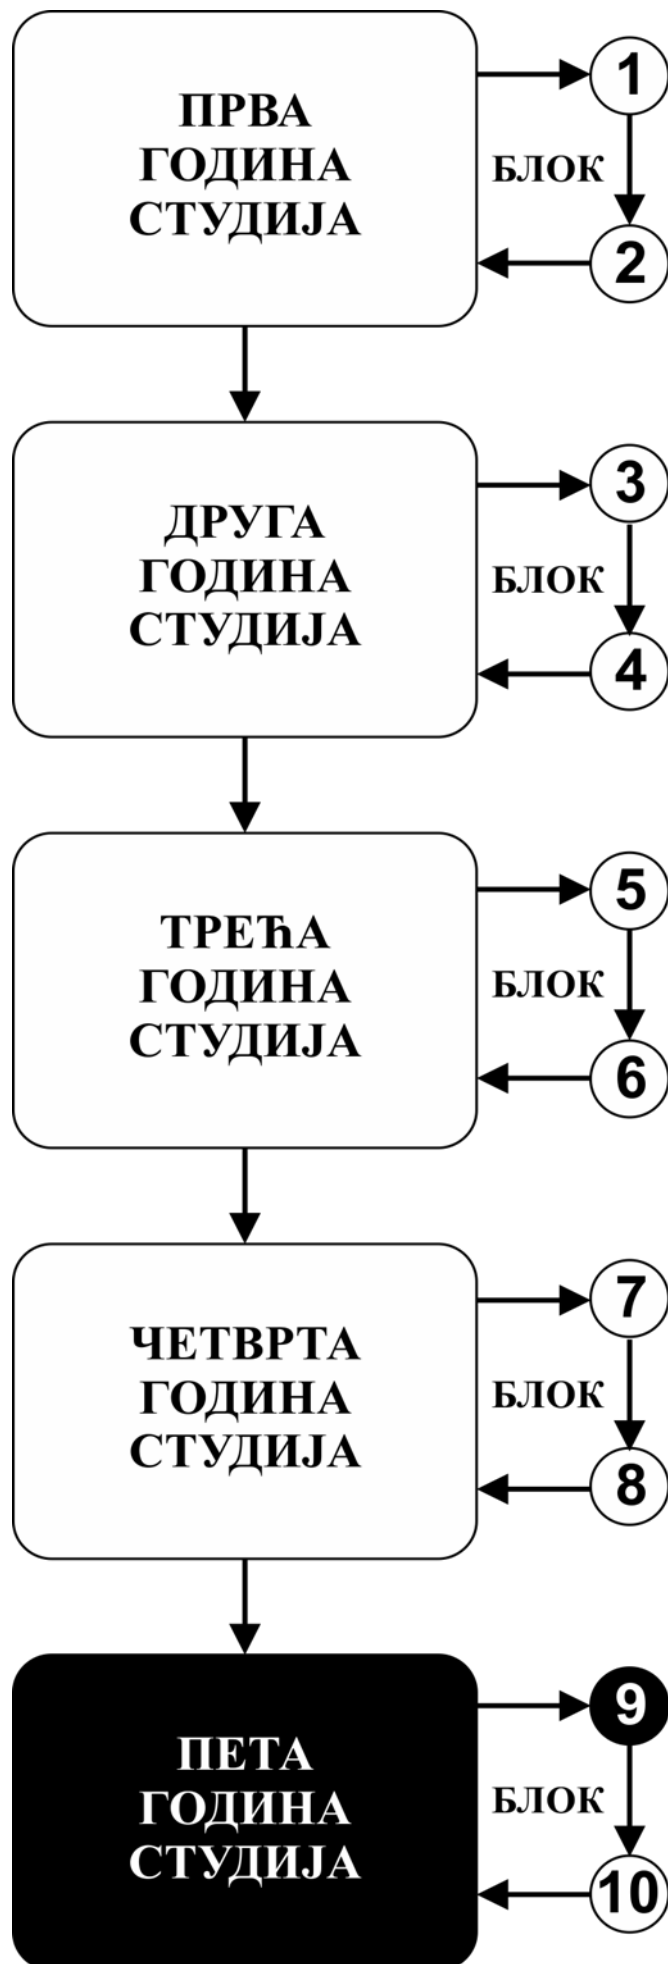 ПРВА
ГОДИНА
СТУДИЈА
1
БЛОК
2
ДРУГА
ГОДИНА
СТУДИЈА
3
БЛОК
4
ТРЕЋА
ГОДИНА
СТУДИЈА
5
БЛОК
6
ЧЕТВРТА
ГОДИНА
СТУДИЈА
7
БЛОК
8
ПЕТА
ГОДИНА
СТУДИЈА
9
БЛОК
10